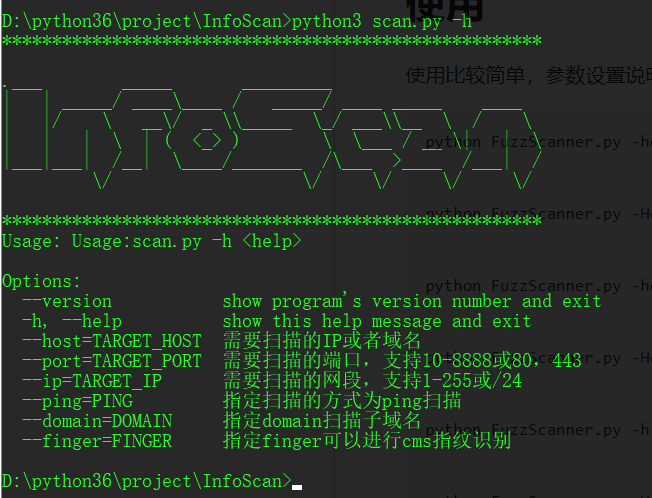 使用
D:\python36\project\InfoScan>python3 scan.py -h
******************************************************
使用比较简单，参数设置说明
InfoScan
python FuzzScanner.py -h
python FuzzScanner.py -H
******************************************************
Usage: Usage:scan.py -h <help>
Options:
python FuzzScanner.py -h
--version show program's version number and exit
-h, --help show this help message and exit
--host=TARGET_HOST 需要扫描的IP或者域名
--port=TARGET_PORT 需要扫描的端口，支持10-8888或80，443
--ip=TARGET_IP 需要扫描的网段，支持1-255或/24
--ping=PING 指定扫描的方式为ping扫描
--domain=DOMAIN 指定domain扫描子域名
--finger=FINGER 指定finger可以进行cms指纹识别
python FuzzScanner.py -h
D:\python36\project\InfoScan>